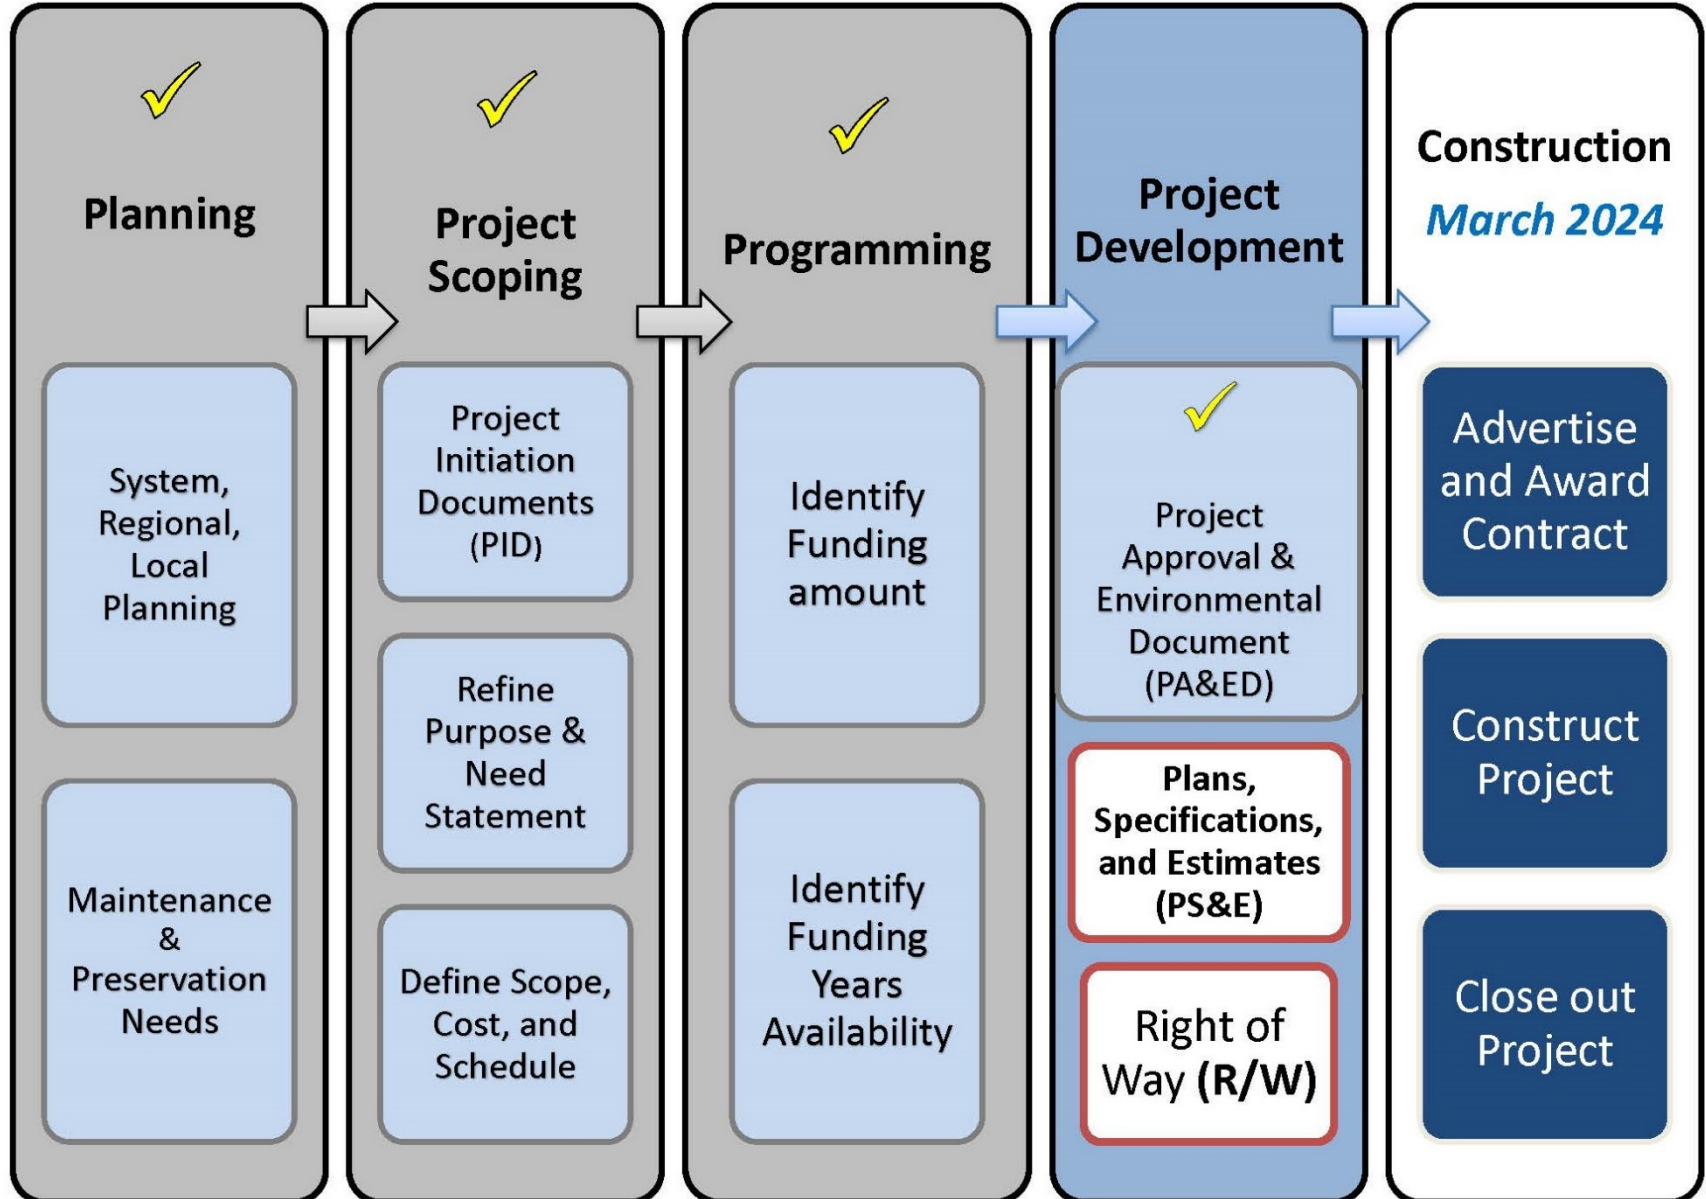 Planning
System,
Regional,
Local
Planning
Maintenance
&
Preservation
Needs
Project
Scoping
Project
Initiation
Documents
(PID)
Refine
Purpose &
Need
Statement
Define Scope,
Cost, and
Schedule
Programming
Identify
Funding
amount
Identify
Funding
Years
Availability
Project
Development
Project
Approval &
Environmental
Document
(PA&ED)
Plans,
Specifications,
and Estimates
(PS&E)
Right of
Way (R/W)
Construction
March 2024
Advertise
and Award
Contract
Construct
Project
Close out
Project